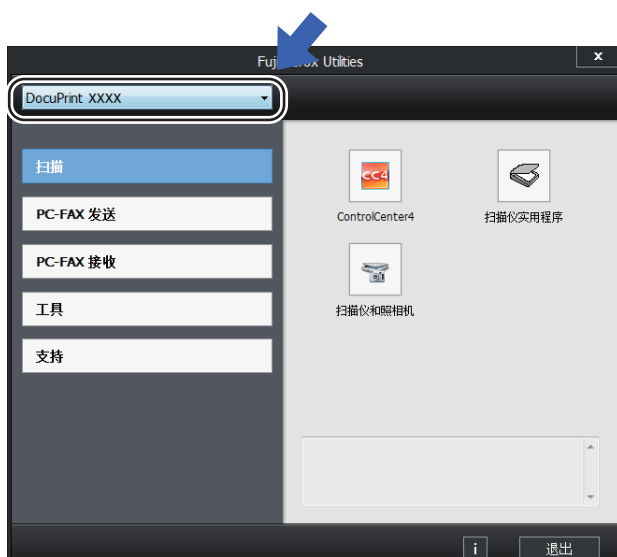 Fuj x Utilities
x
DocuPrint XXXX
扫描
PC-FAX 发送
PC-FAX 接收
工具
支持
CC4
ControlCenter4
扫描仪实用程序
扫描仪和照相机
i
退出